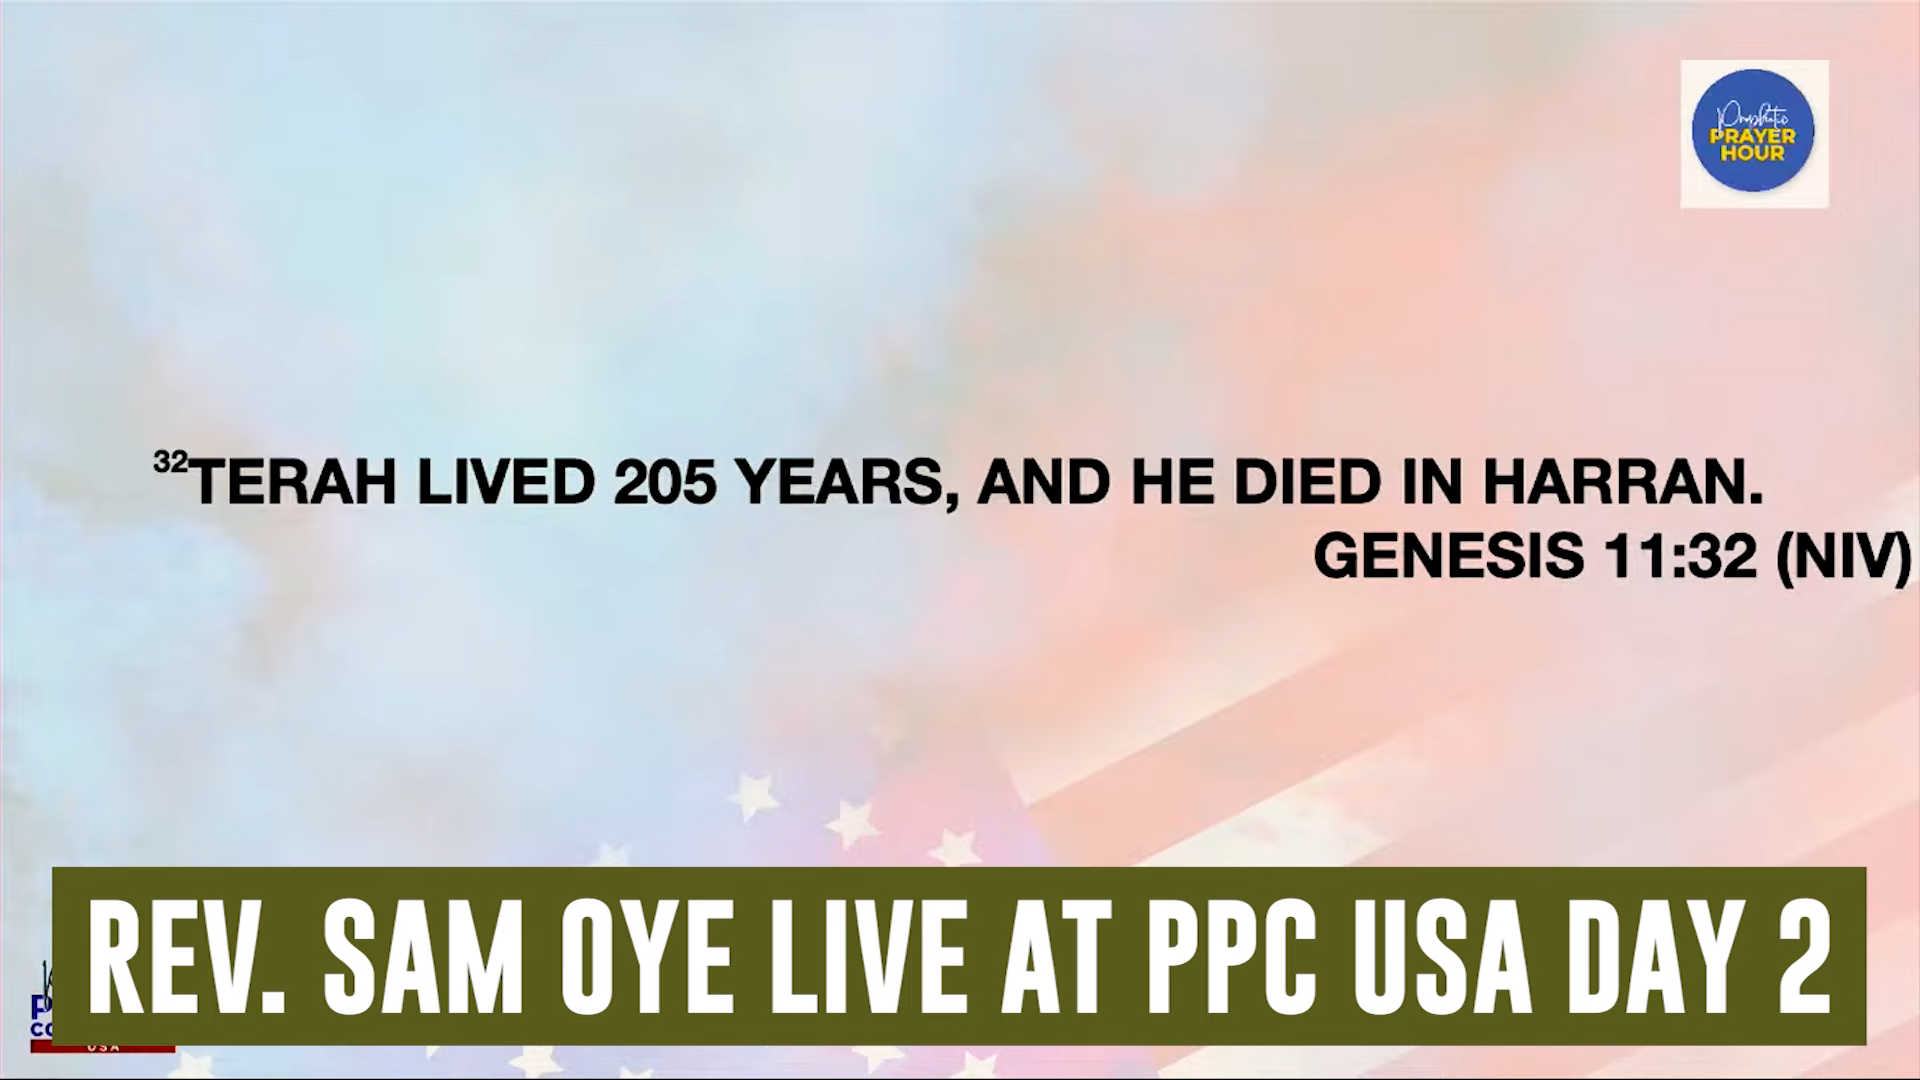 Prophetic
PRAYER
HOUR
32TERAH LIVED 205 YEARS, AND HE DIED IN HARRAN.
GENESIS 11:32 (NIV)
REV. SAM OYE LIVE AT PPC USA DAY 2
USA